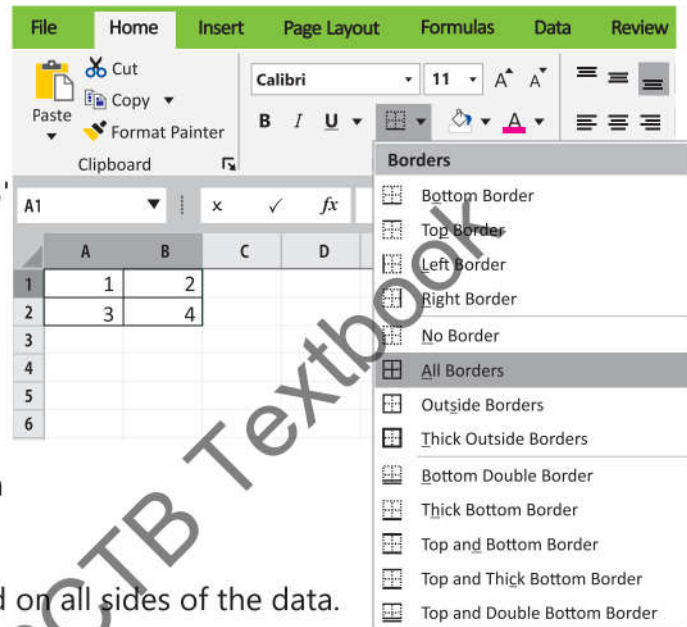 File Home Insert Page Layout Formulas Data Review
Cut
Copy
Paste
Format Painter
Clipboard
Calibri 11 A A
B I U A
Borders
A1 x ✓ fx
A B C D
1 1 2
2 3 4
3
4
5
6
Bottom Border
Top Border
Left Border
Right Border
No Border
All Borders
Outside Borders
Thick Outside Borders
Bottom Double Border
Thick Bottom Border
Top and Bottom Border
Top and Thick Bottom Border
Top and Double Bottom Border
on all sides of the data.
CTB Textbook